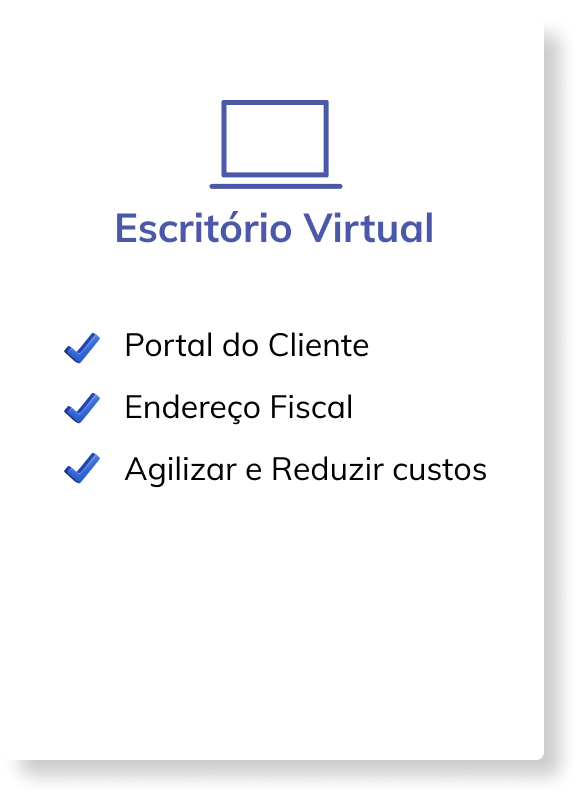 Escritório Virtual
Portal do Cliente
Endereço Fiscal
Agilizar e Reduzir custos